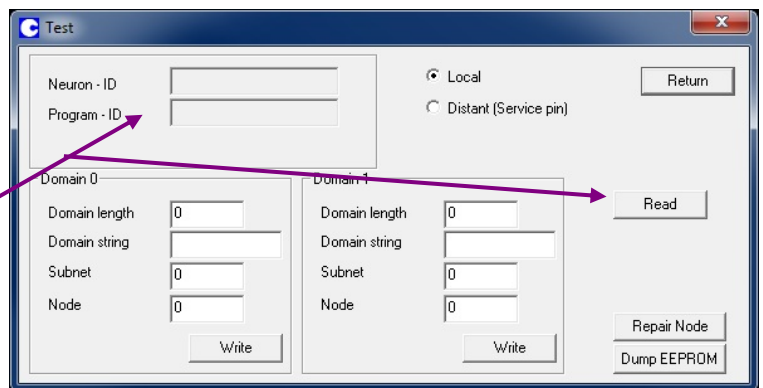 Test
Neuron - ID
Program - ID
Local
Distant (Service pin)
Return
Domain 0
Domain length 0
Domain string
Subnet 0
Node 0
Write
Domain 1
Domain length 0
Domain string
Subnet 0
Node 0
Write
Read
Repair Node
Dump EEPROM